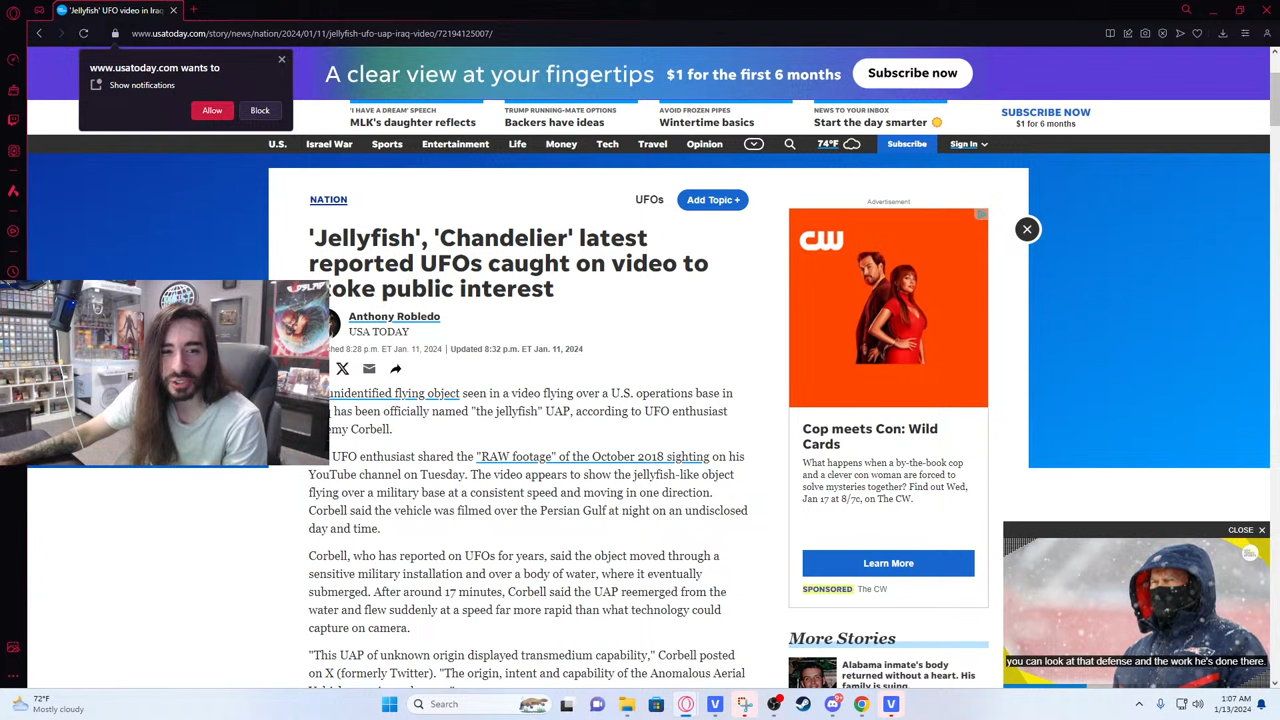 'Jellyfish' UFO video in Iraq
www.usatoday.com/story/news/nation/2024/01/11/jellyfish-ufo-uap-iraq-video/72194125007/
www.usatoday.com wants to
Show notifications
Allow
Block
A clear view at your fingertips
$1 for the first 6 months
Subscribe now
'I HAVE A DREAM' SPEECH
MLK's daughter reflects
TRUMP RUNNING-MATE OPTIONS
Backers have ideas
AVOID FROZEN PIPES
Wintertime basics
NEWS TO YOUR INBOX
Start the day smarter
SUBSCRIBE NOW
$1 for 6 months
U.S. Israel War Sports Entertainment Life Money Tech Travel Opinion 74°F Subscribe Sign In
NATION
UFOs
Add Topic +
'Jellyfish', 'Chandelier' latest
reported UFOs caught on video to
oke public interest
Anthony Robledo
USA TODAY
hed 8:28 p.m. ET Jan. 11, 2024 | Updated 8:32 p.m. ET Jan. 11, 2024
unidentified flying object seen in a video flying over a U.S. operations base in
has been officially named "the jellyfish" UAP, according to UFO enthusiast
my Corbell.
UFO enthusiast shared the "RAW footage" of the October 2018 sighting on his
YouTube channel on Tuesday. The video appears to show the jellyfish-like object
flying over a military base at a consistent speed and moving in one direction.
Corbell said the vehicle was filmed over the Persian Gulf at night on an undisclosed
day and time.
Corbell, who has reported on UFOs for years, said the object moved through a
sensitive military installation and over a body of water, where it eventually
submerged. After around 17 minutes, Corbell said the UAP reemerged from the
water and flew suddenly at a speed far more rapid than what technology could
capture on camera.
"This UAP of unknown origin displayed transmedium capability," Corbell posted
on X (formerly Twitter). "The origin, intent and capability of the Anomalous Aerial
Advertisement
CW
Cop meets Con: Wild
Cards
What happens when a by-the-book cop
and a clever con woman are forced to
solve mysteries together? Find out Wed,
Jan 17 at 8/7c, on The CW.
Learn More
SPONSORED The CW
More Stories
Alabama inmate's body
returned without a heart. His
family is suing.
CLOSE
you can look at that defense and the work he's done there.
72°F
Mostly cloudy
Search
1:07 AM
1/13/2024